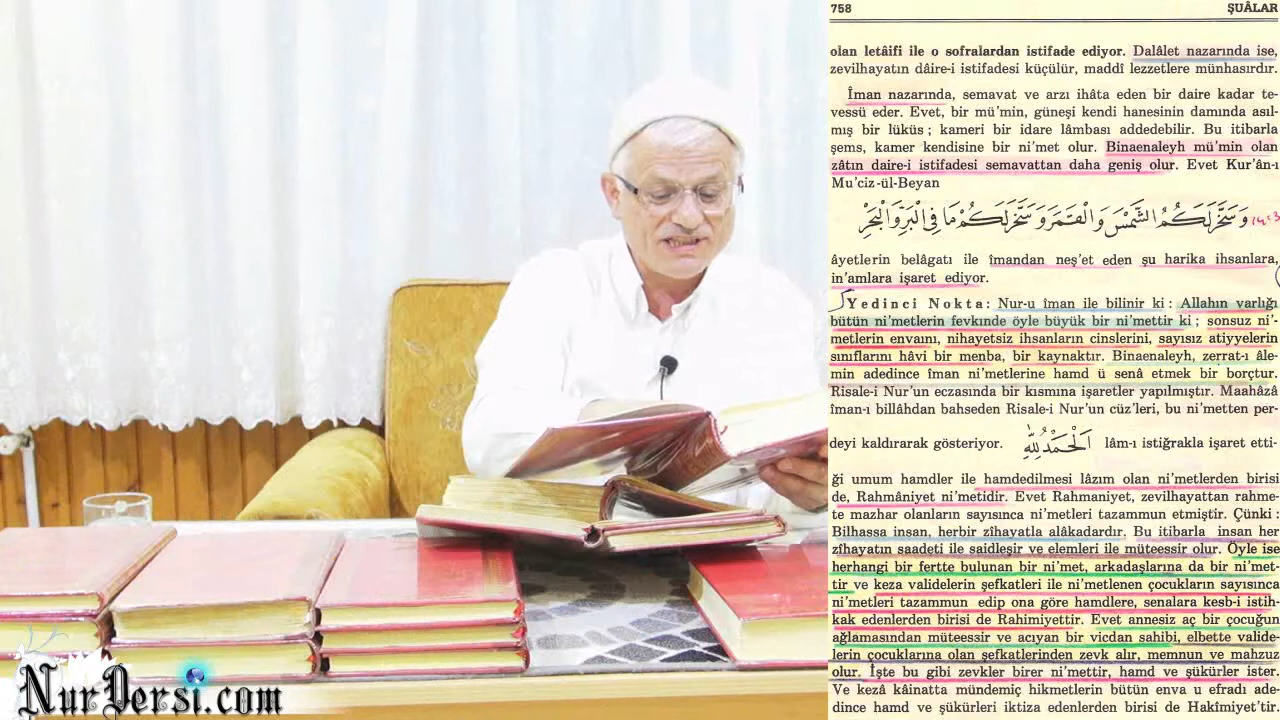 758 ŞUÂLAR
olan letâifi ile o sofralardan istifade ediyor. Dalâlet nazarında ise,
zevilhayatın dâire-i istifadesi küçülür, maddî lezzetlere münhasırdır.
Îman nazarında, semavat ve arzı ihâta eden bir daire kadar te-
vessü eder. Evet, bir mü'min, güneşi kendi hanesinin damında asıl-
mış bir lüküs; kameri bir idare lâmbası addedebilir. Bu itibarla
şems, kamer kendisine bir ni'met olur. Binaenaleyh mü'min olan
zâtın daire-i istifadesi semavattan daha geniş olur. Evet Kur'ân-ı
Mu'ciz-ül-Beyan
وَسَخَّرَ لَكُمُ الشَّمْسَ وَالْقَمَرَ وَسَخَّرَ لَكُمْ مَا فِى الْبَرِّ وَالْبَحْرِ
âyetlerin belâgatı ile îmandan neş'et eden şu harika ihsanlara,
in'amlara işaret ediyor.
Yedinci Nokta: Nur-u îman ile bilinir ki: Allahın varlığı
bütün ni'metlerin fevkınde öyle büyük bir ni'mettir ki; sonsuz ni'-
metlerin envaını, nihayetsiz ihsanların cinslerini, sayısız atiyyelerin
sınıflarını hâvi bir menba, bir kaynaktır. Binaenaleyh, zerrat-ı âle-
min adedince îman ni'metlerine hamd ü senâ etmek bir borçtur.
Risale-i Nur'un eczasında bir kısmına işaretler yapılmıştır. Maahâzâ
îman-ı billâhdan bahseden Risale-i Nur'un cüz'leri, bu ni'metten per-
deyi kaldırarak gösteriyor. اَلْحَمْدُ لِلّٰهِ lâm-ı istiğrakla işaret etti-
ği umum hamdler ile hamdedilmesi lâzım olan ni'metlerden birisi
de, Rahmâniyet ni'metidir. Evet Rahmaniyet, zevilhayattan rahme-
te mazhar olanların sayısınca ni'metleri tazammun etmiştir. Çünki:
Bilhassa insan, herbir zîhayatla alâkadardır. Bu itibarla insan her
zîhayatın saadeti ile saidleşir ve elemleri ile müteessir olur. Öyle ise
herhangi bir fertte bulunan bir ni'met, arkadaşlarına da bir ni'met-
tir ve keza validelerin şefkatleri ile ni'metlenen çocukların sayısınca
ni'metleri tazammun edip ona göre hamdlere, senalara kesb-i istih-
kak edenlerden birisi de Rahimiyettir. Evet annesiz aç bir çocuğun
ağlamasından müteessir ve acıyan bir vicdan sahibi, elbette valide-
lerin çocuklarına olan şefkatlerinden zevk alır, memnun ve mahzuz
olur. İşte bu gibi zevkler birer ni'mettir, hamd ve şükürler ister.
Ve kezâ kâinatta mündemiç hikmetlerin bütün enva u efradı ade-
dince hamd ve şükürleri iktiza edenlerden birisi de Hakîmiyet'tir.
NurDersi.com